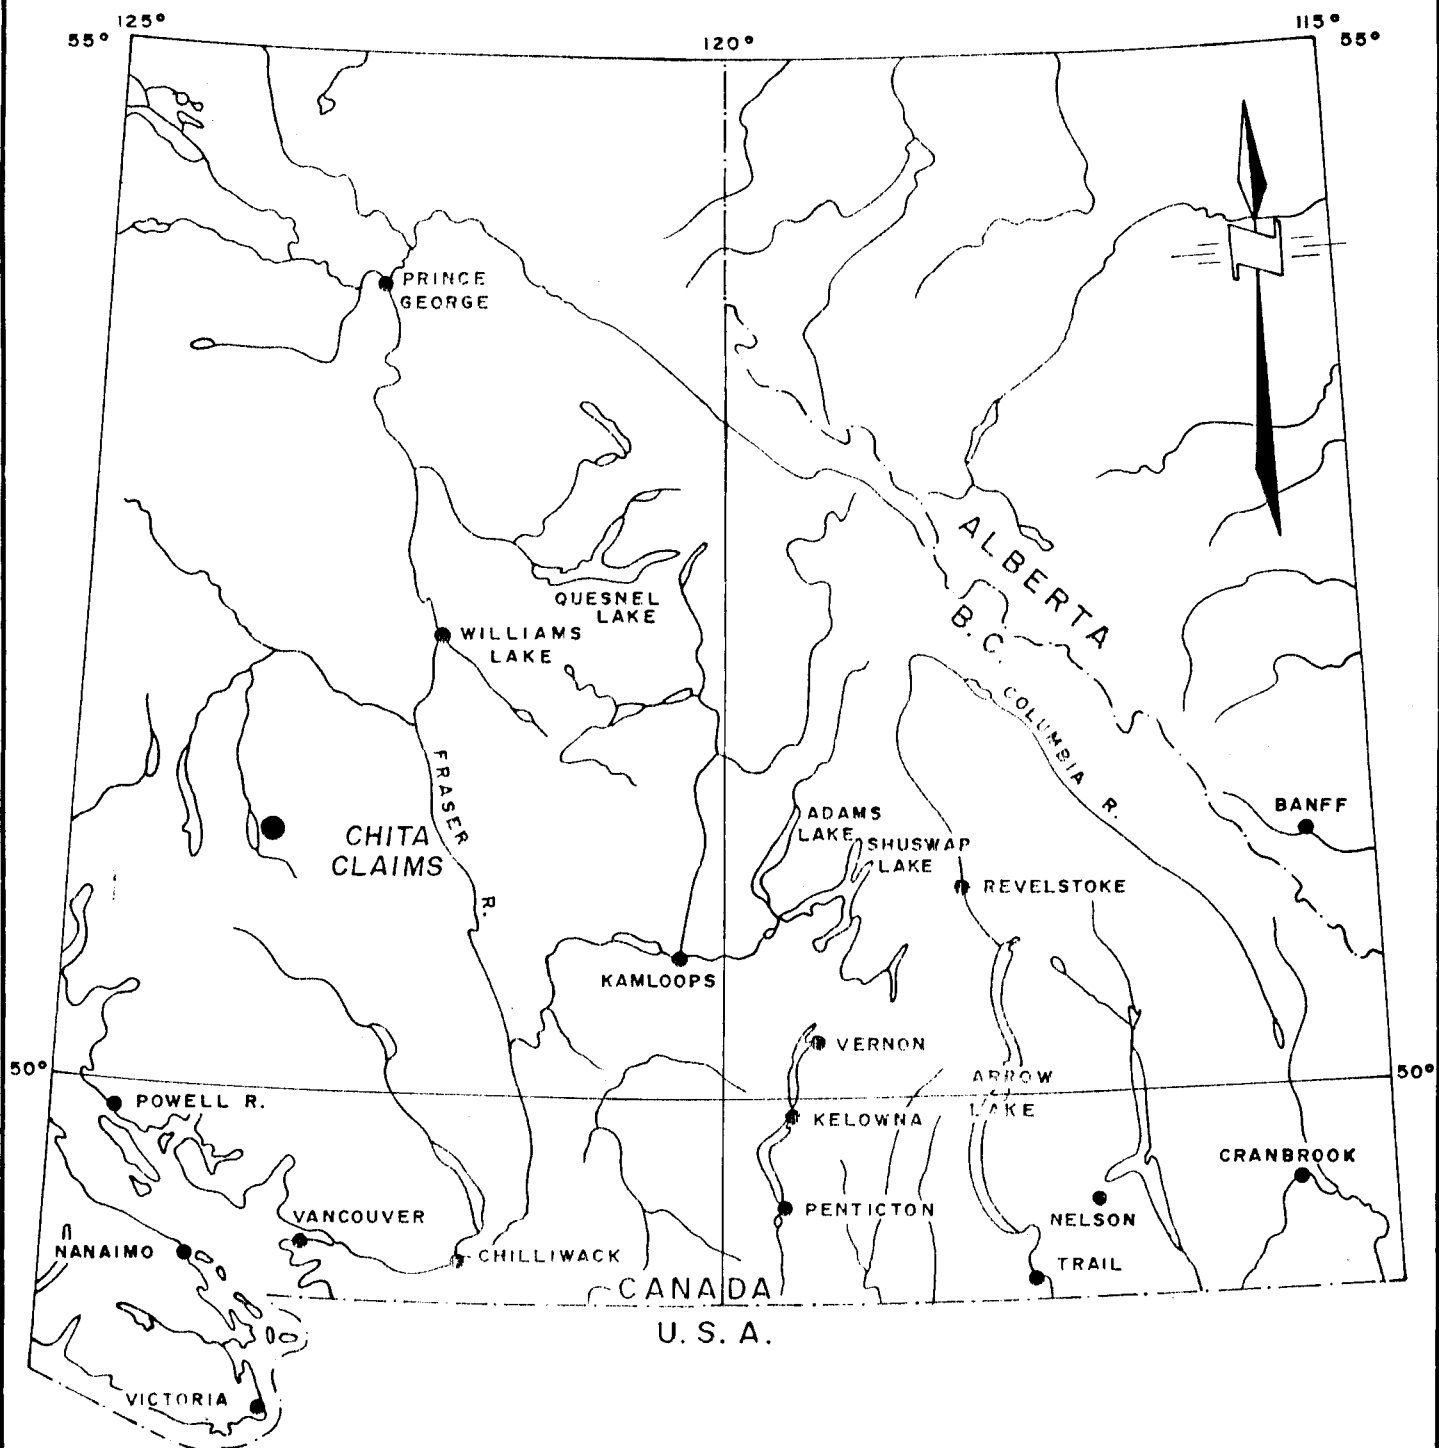 125°
55°
120°
115°
55°
PRINCE
GEORGE
QUESNEL
LAKE
WILLIAMS
LAKE
ALBERTA
B.C.
COLUMBIA R.
FRASER R.
CHITA
CLAIMS
ADAMS
LAKE
SHUSWAP
LAKE
BANFF
REVELSTOKE
KAMLOOPS
VERNON
50°
50°
ARROW
LAKE
POWELL R.
KELOWNA
CRANBROOK
VANCOUVER
PENTICTON
NELSON
NANAIMO
CHILLIWACK
TRAIL
CANADA
U. S. A.
VICTORIA